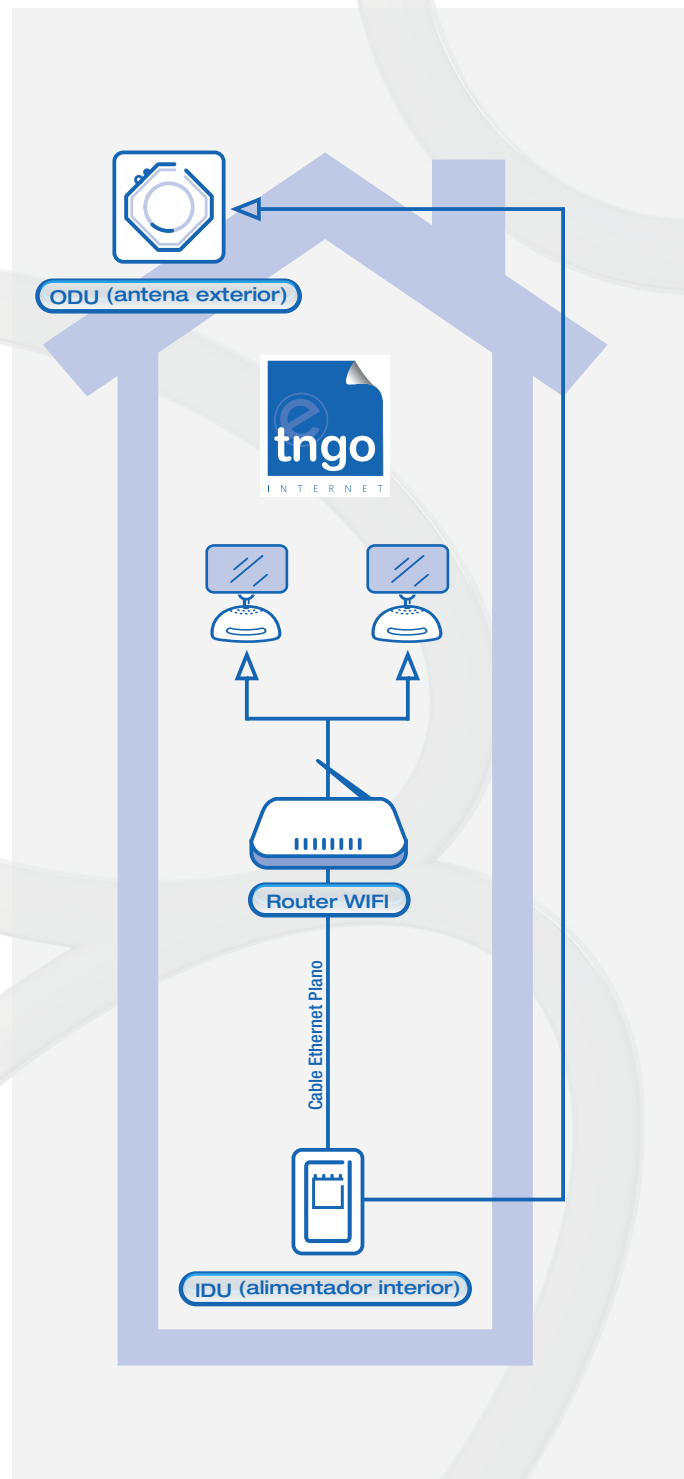 ODU (antena exterior)
e
tngo
INTERNET
Router WIFI
Cable Ethernet Plano
IDU (alimentador interior)